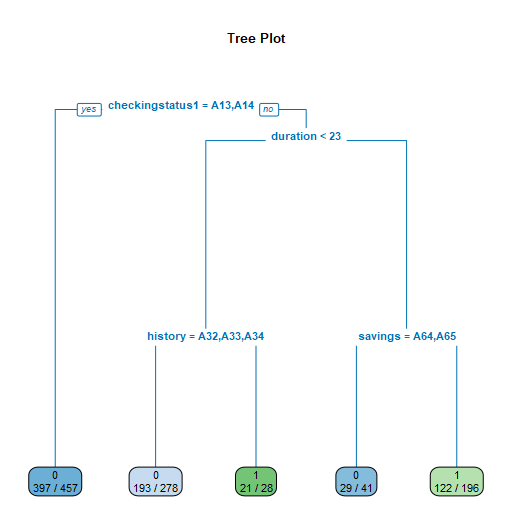 Tree Plot
yes checkingstatus1 = A13,A14 no
duration < 23
history = A32,A33,A34 savings = A64,A65
0 0 1 0 1
397 / 457 193 / 278 21 / 28 29 / 41 122 / 196